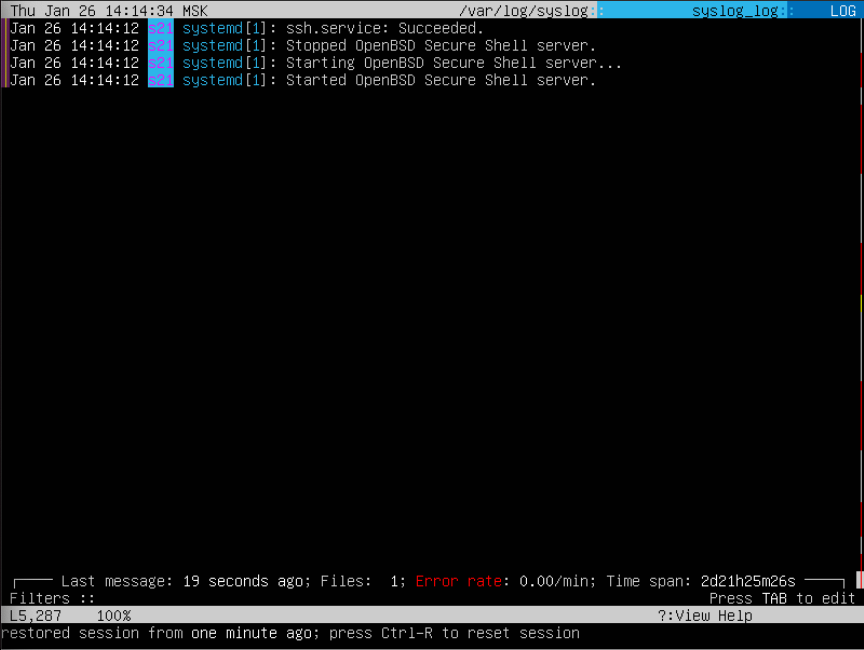 Thu Jan 26 14:14:34 MSK /var/log/syslog: syslog_log: LOG
Jan 26 14:14:12 s21 systemd[1]: ssh.service: Succeeded.
Jan 26 14:14:12 s21 systemd[1]: Stopped OpenBSD Secure Shell server.
Jan 26 14:14:12 s21 systemd[1]: Starting OpenBSD Secure Shell server...
Jan 26 14:14:12 s21 systemd[1]: Started OpenBSD Secure Shell server.
Last message: 19 seconds ago; Files: 1; Error rate: 0.00/min; Time span: 2d21h25m26s
Filters :: Press TAB to edit
L5,287 100% ?:View Help
restored session from one minute ago; press Ctrl-R to reset session